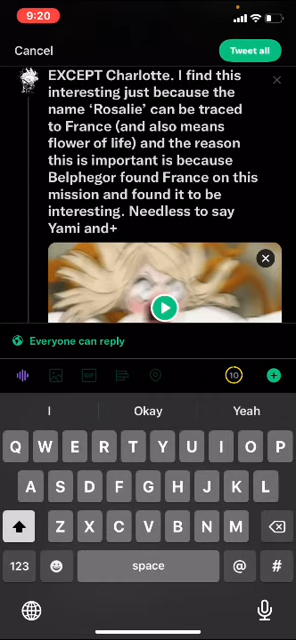 9:20
Cancel
Tweet all
EXCEPT Charlotte. I find this
interesting just because the
name ‘Rosalie’ can be traced
to France (and also means
flower of life) and the reason
this is important is because
Belphegor found France on this
mission and found it to be
interesting. Needless to say
Yami and+
Everyone can reply
GIF
10
I
Okay
Yeah
Q W E R T Y U I O P
A S D F G H J K L
Z X C V B N M
123
space
@
#